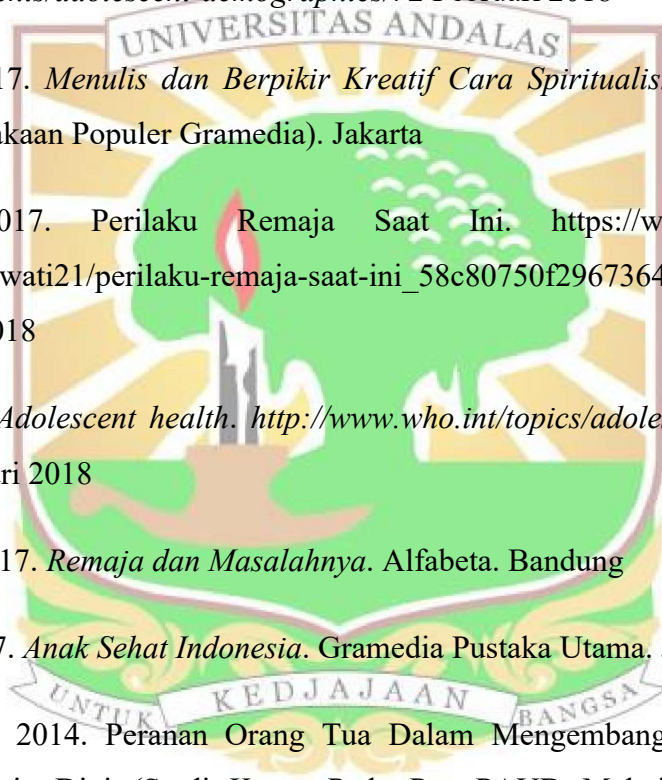 UNIVERSITAS ANDALAS
17. Menulis dan Berpikir Kreatif Cara Spiritualis
akaan Populer Gramedia). Jakarta
017. Perilaku Remaja Saat Ini. https://w
wati21/perilaku-remaja-saat-ini_58c80750f2967364
018
Adolescent health. http://www.who.int/topics/adole
ri 2018
17. Remaja dan Masalahnya. Alfabeta. Bandung
7. Anak Sehat Indonesia. Gramedia Pustaka Utama.
UNTUK KEDJAJAAN BANGSA
2014. Peranan Orang Tua Dalam Mengembang